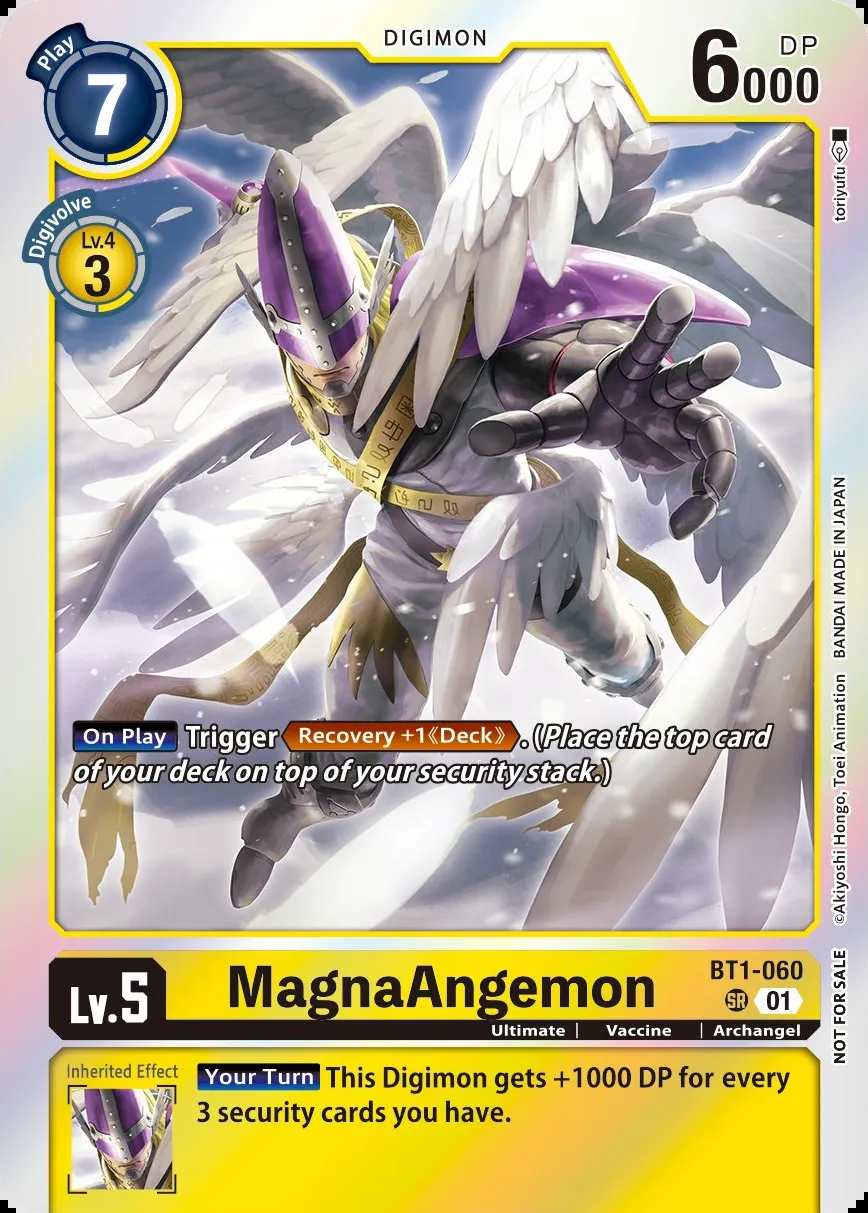 DIGIMON
Play
7
6000
DP
Digivolve
Lv.4
3
toriyufu
BANDAI MADE IN JAPAN
©Akiyoshi Hongo, Toei Animation
NOT FOR SALE
On Play Trigger Recovery +1《Deck》. (Place the top card
of your deck on top of your security stack.)
Lv.5
MagnaAngemon
BT1-060
SR 01
Ultimate | Vaccine | Archangel
Inherited Effect
Your Turn This Digimon gets +1000 DP for every
3 security cards you have.